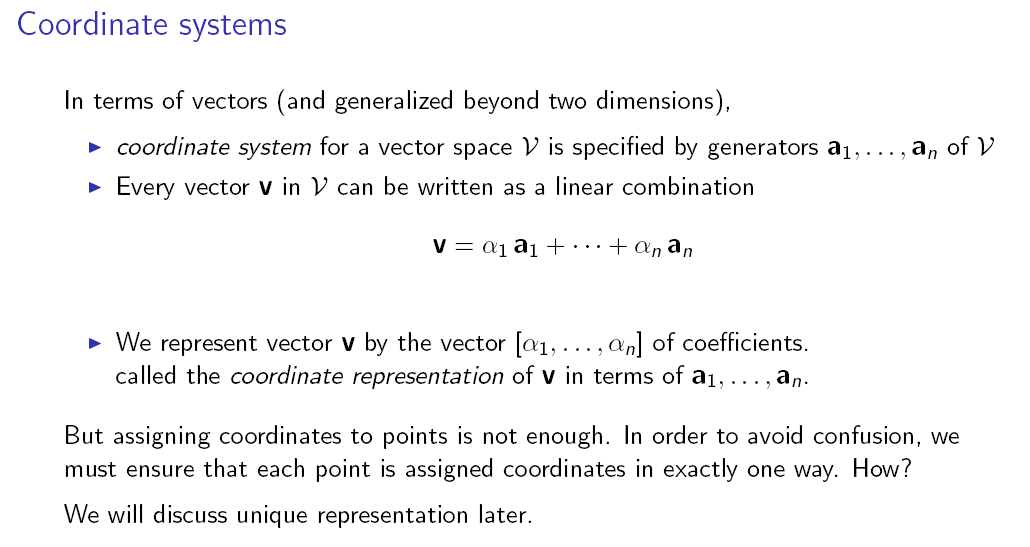 Coordinate systems
In terms of vectors (and generalized beyond two dimensions),
▶ coordinate system for a vector space 𝒱 is specified by generators a₁, . . . , aₙ of 𝒱
▶ Every vector v in 𝒱 can be written as a linear combination
v = α₁ a₁ + · · · + αₙ aₙ
▶ We represent vector v by the vector [α₁, . . . , αₙ] of coefficients.
called the coordinate representation of v in terms of a₁, . . . , aₙ.
But assigning coordinates to points is not enough. In order to avoid confusion, we
must ensure that each point is assigned coordinates in exactly one way. How?
We will discuss unique representation later.